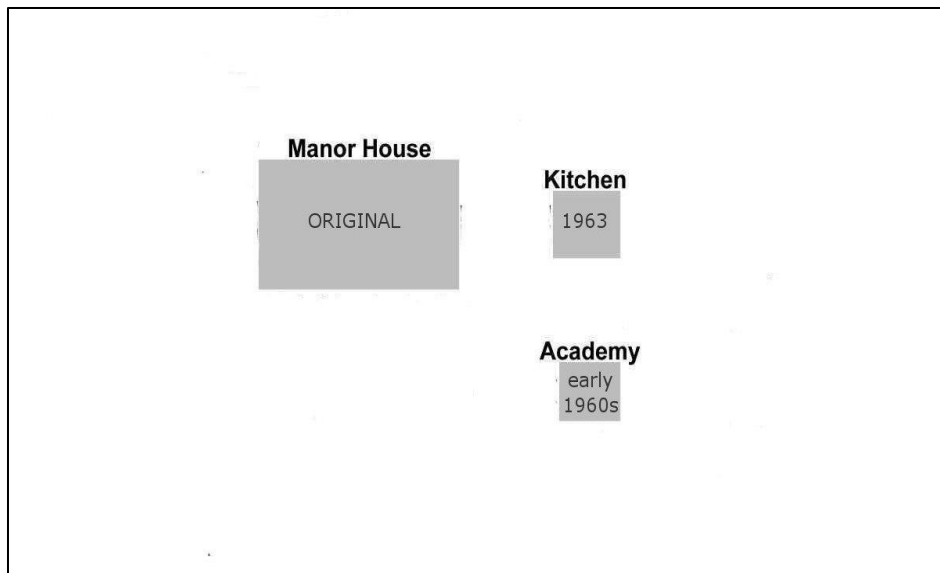 Manor House
ORIGINAL
Kitchen
1963
Academy
early
1960s